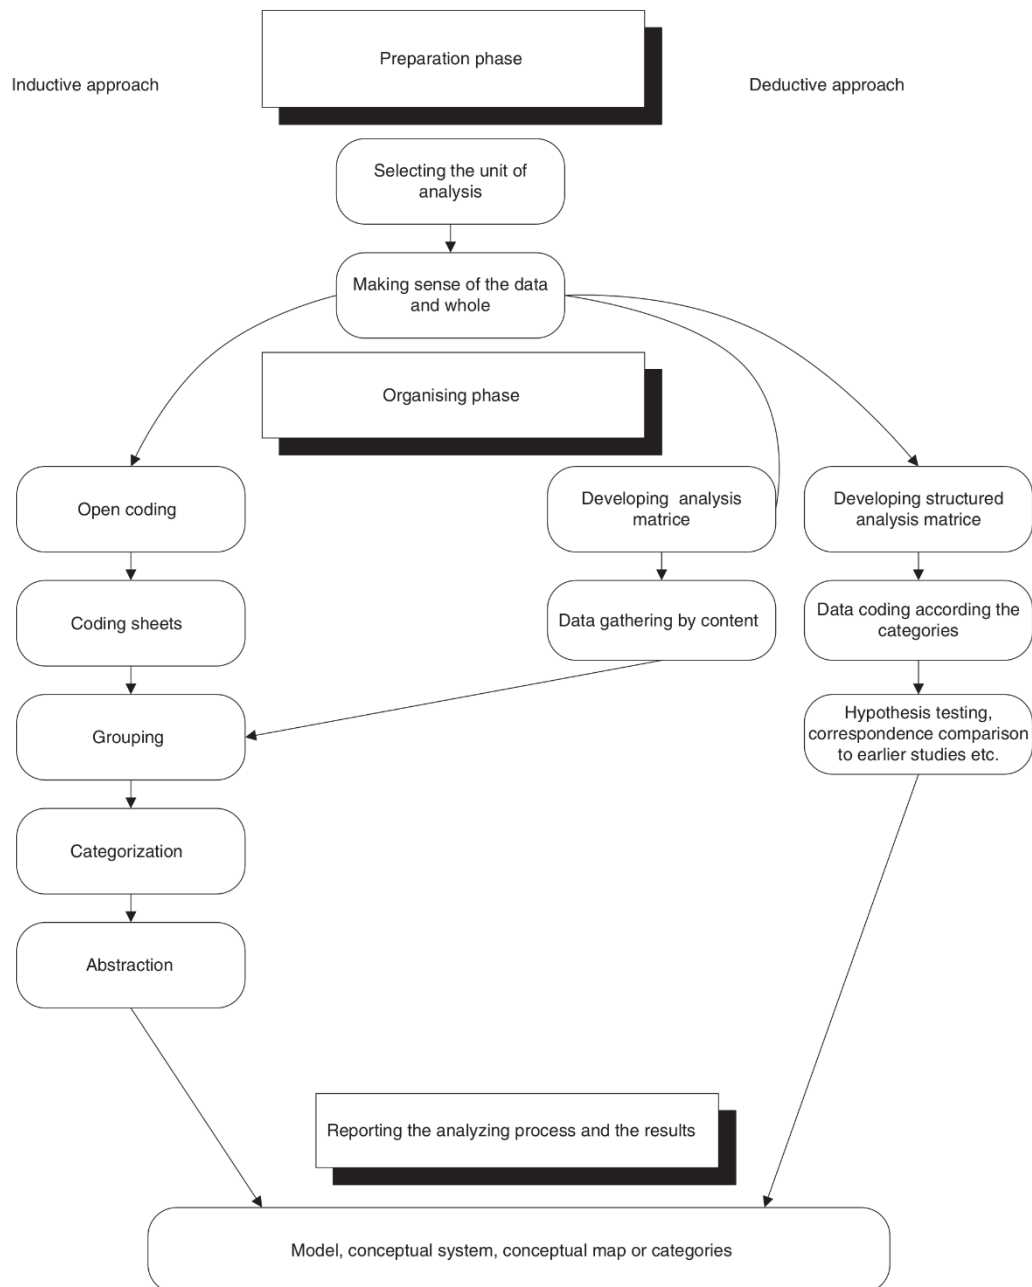 Preparation phase
Inductive approach
Deductive approach
Selecting the unit of
analysis
Making sense of the data
and whole
Organising phase
Open coding
Developing analysis
matrice
Developing structured
analysis matrice
Coding sheets
Data gathering by content
Data coding according the
categories
Grouping
Hypothesis testing,
correspondence comparison
to earlier studies etc.
Categorization
Abstraction
Reporting the analyzing process and the results
Model, conceptual system, conceptual map or categories